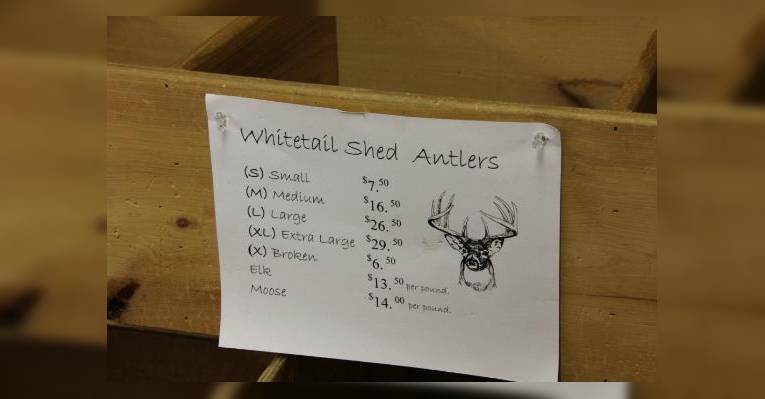 Whitetail Shed Antlers
(S) Small $7.50
(M) Medium $16.50
(L) Large $26.50
(XL) Extra Large $29.50
(X) Broken $6.50
Elk $13.50 per pound.
Moose $14.00 per pound.